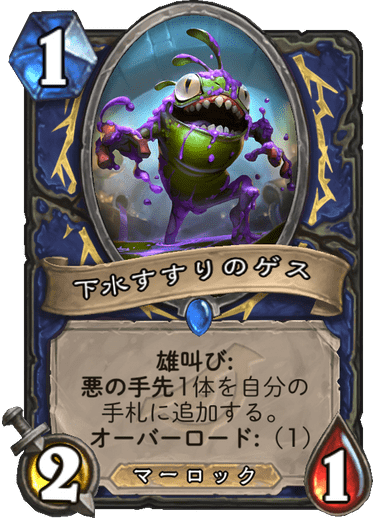 1
下水すすりのゲス
雄叫び:
悪の手先1体を自分の
手札に追加する。
オーバーロード:（1）
2
マーロック
1